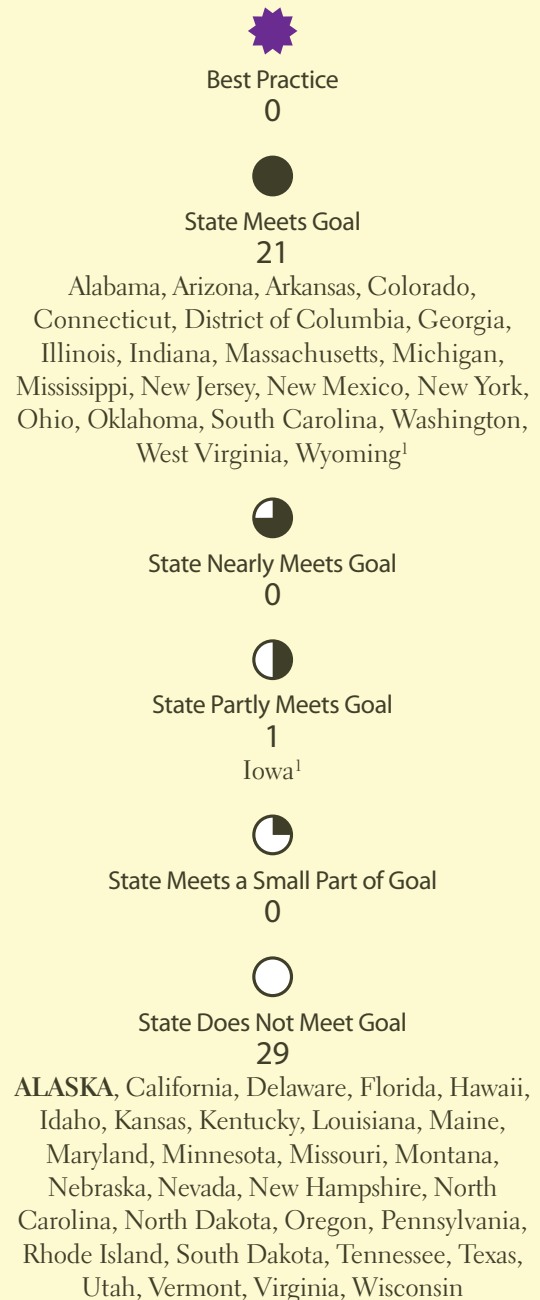 Best Practice
0
State Meets Goal
21
Alabama, Arizona, Arkansas, Colorado,
Connecticut, District of Columbia, Georgia,
Illinois, Indiana, Massachusetts, Michigan,
Mississippi, New Jersey, New Mexico, New York,
Ohio, Oklahoma, South Carolina, Washington,
West Virginia, Wyoming¹
State Nearly Meets Goal
0
State Partly Meets Goal
1
Iowa¹
State Meets a Small Part of Goal
0
State Does Not Meet Goal
29
ALASKA, California, Delaware, Florida, Hawaii,
Idaho, Kansas, Kentucky, Louisiana, Maine,
Maryland, Minnesota, Missouri, Montana,
Nebraska, Nevada, New Hampshire, North
Carolina, North Dakota, Oregon, Pennsylvania,
Rhode Island, South Dakota, Tennessee, Texas,
Utah, Vermont, Virginia, Wisconsin